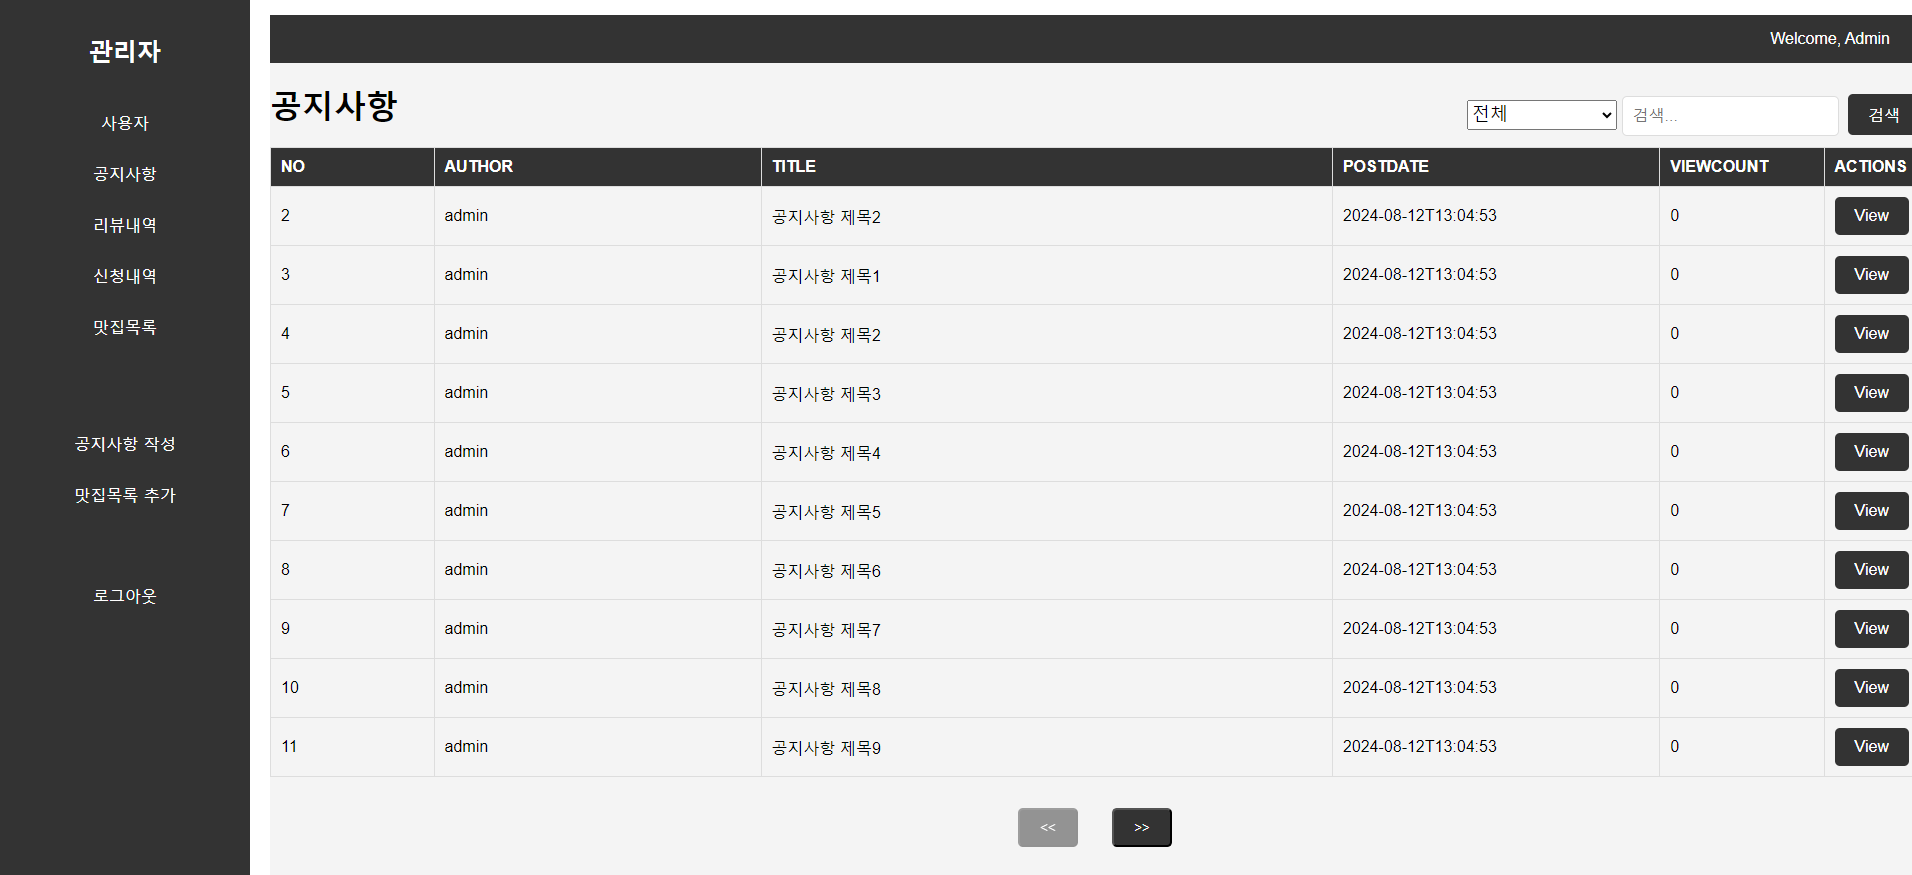 관리자
사용자
공지사항
리뷰내역
신청내역
맛집목록
공지사항 작성
맛집목록 추가
로그아웃
Welcome, Admin
공지사항
전체 검색... 검색
NO AUTHOR TITLE POSTDATE VIEWCOUNT ACTIONS
2 admin 공지사항 제목2 2024-08-12T13:04:53 0 View
3 admin 공지사항 제목1 2024-08-12T13:04:53 0 View
4 admin 공지사항 제목2 2024-08-12T13:04:53 0 View
5 admin 공지사항 제목3 2024-08-12T13:04:53 0 View
6 admin 공지사항 제목4 2024-08-12T13:04:53 0 View
7 admin 공지사항 제목5 2024-08-12T13:04:53 0 View
8 admin 공지사항 제목6 2024-08-12T13:04:53 0 View
9 admin 공지사항 제목7 2024-08-12T13:04:53 0 View
10 admin 공지사항 제목8 2024-08-12T13:04:53 0 View
11 admin 공지사항 제목9 2024-08-12T13:04:53 0 View
<< >>